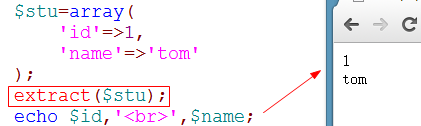 $stu=array(
'id'=>1,
'name'=>'tom'
);
extract($stu);
echo $id,'<br>',$name;
1
tom